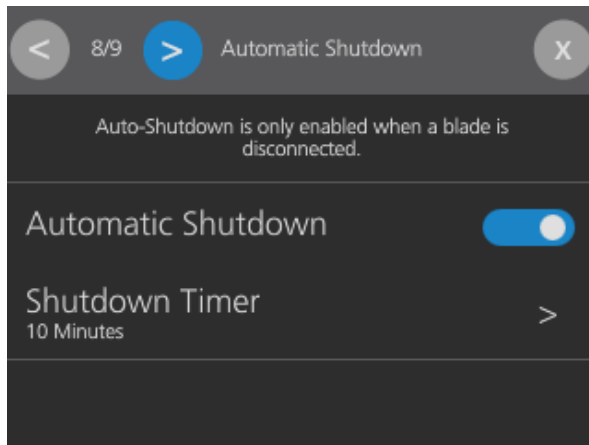 < 8/9 > Automatic Shutdown X
Auto-Shutdown is only enabled when a blade is
disconnected.
Automatic Shutdown
Shutdown Timer
10 Minutes >